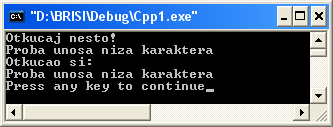 "D:\BRISI\Debug\Cpp1.exe"
Otkucaj nesto!
Proba unosa niza karaktera
Otkucao si:
Proba unosa niza karaktera
Press any key to continue